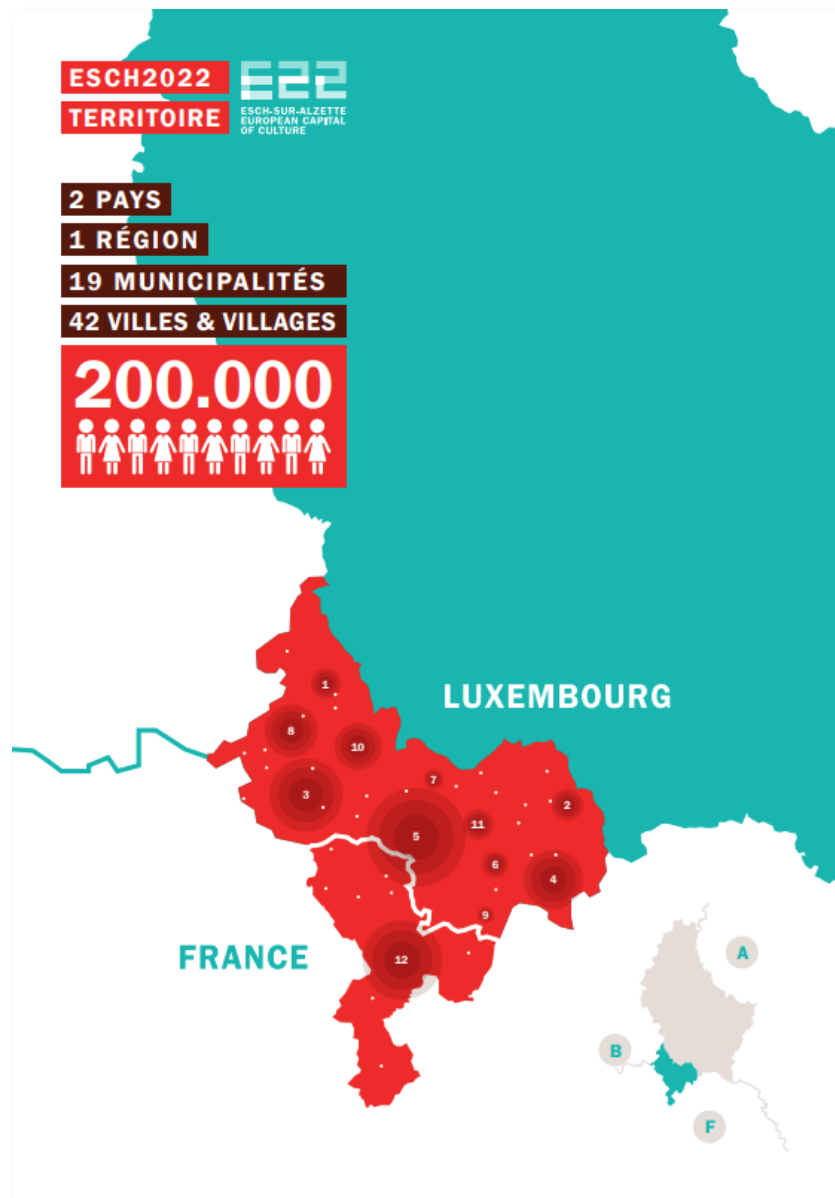 ESCH2022
TERRITOIRE
E22
ESCH-SUR-ALZETTE
EUROPEAN CAPITAL
OF CULTURE
2 PAYS
1 RÉGION
19 MUNICIPALITÉS
42 VILLES & VILLAGES
200.000
LUXEMBOURG
1
8
10
7
3
2
11
5
6
4
9
FRANCE
12
A
B
F